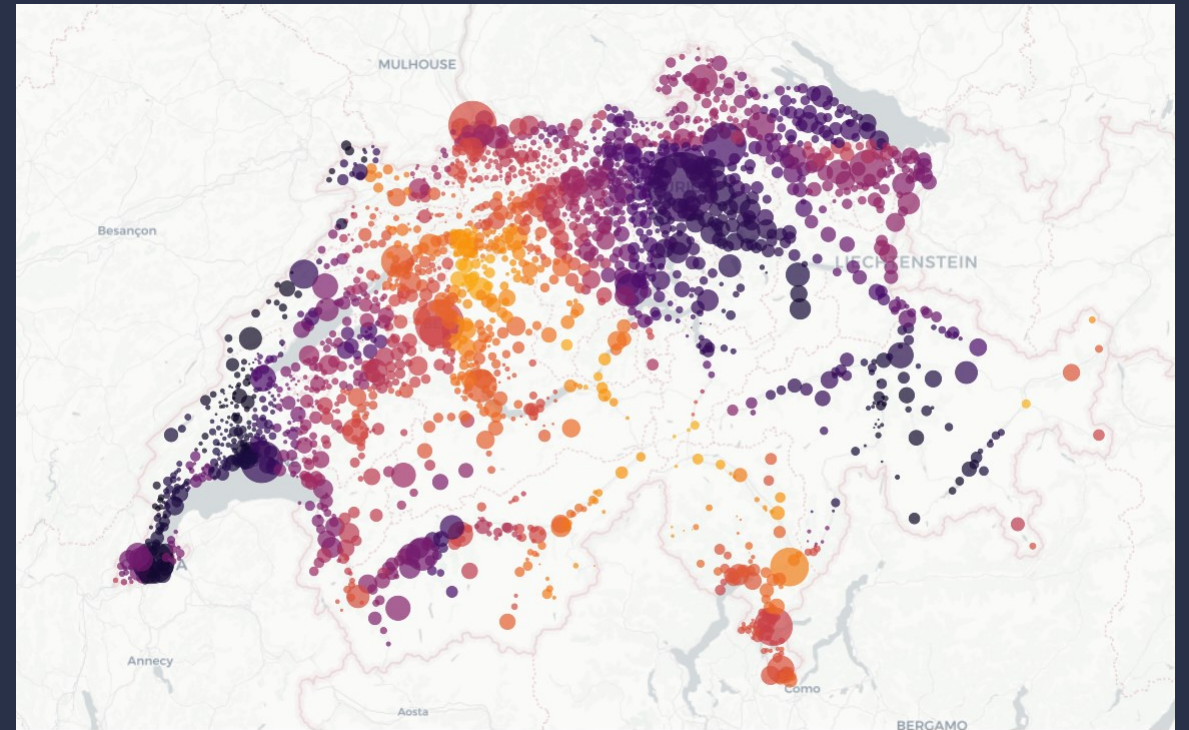 MULHOUSE
Besançon
LIECHTENSTEIN
Annecy
Aosta
Como
BERGAMO